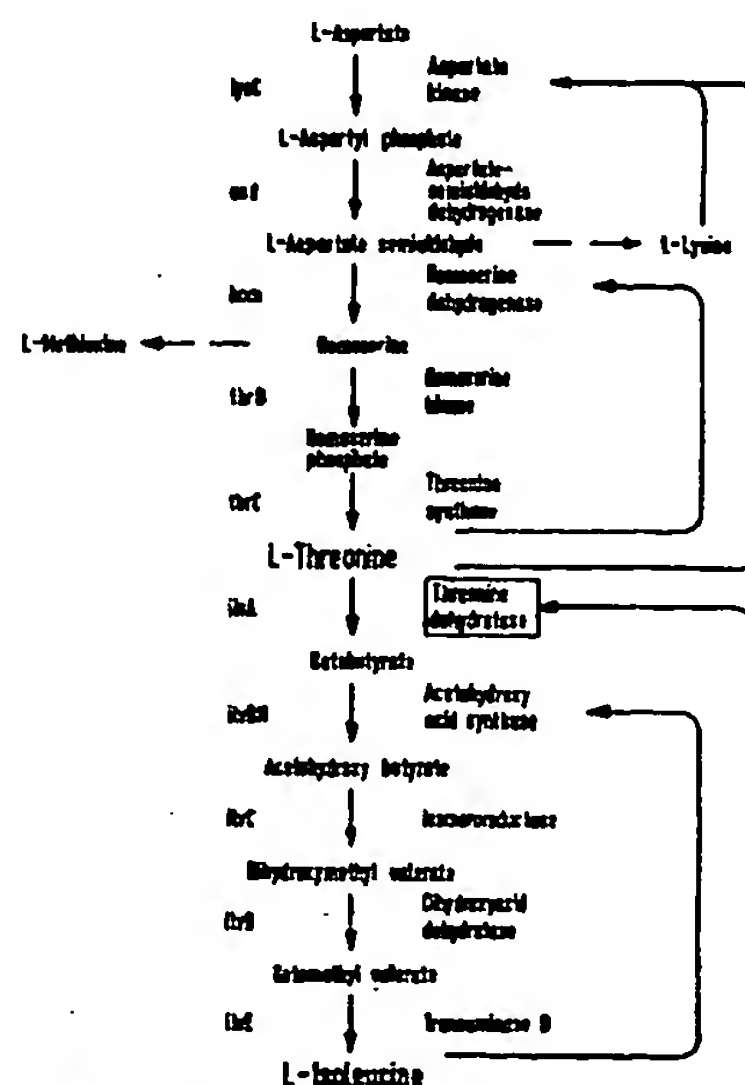 L-Aspartate
lysC
Aspartate
kinase
L-Aspartyl phosphate
asd
Aspartate-
semialdehyde
dehydrogenase
L-Aspartate semialdehyde
L-Lysine
hom
Homoserine
dehydrogenase
L-Methionine
Homoserine
thrB
Homoserine
kinase
Homoserine
phosphate
thrC
Threonine
synthase
L-Threonine
ilvA
Threonine
dehydratase
Ketobutyrate
ilvBN
Acetohydroxy
acid synthase
Acetohydroxy butyrate
ilvC
Isomeroreductase
Dihydroxymethyl valerate
ilvD
Dihydroxyacid
dehydratase
Ketomethyl valerate
ilvE
Transaminase B
L-Isoleucine